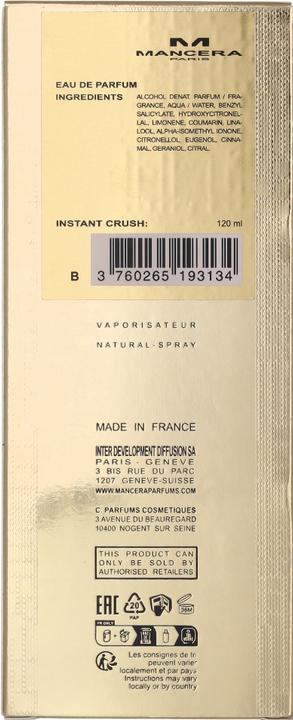 MANCERA
PARIS
EAU DE PARFUM
INGREDIENTS ALCOHOL DENAT, PARFUM / FRA-
GRANCE, AQUA / WATER, BENZYL
SALICYLATE, HYDROXYCITRONEL-
LAL, LIMONENE, COUMARIN, LINA-
LOOL, ALPHA-ISOMETHYL IONONE,
CITRONELLOL, EUGENOL, CINNA-
MAL, GERANIOL, CITRAL.
INSTANT CRUSH: 120 ml
B 3 760265 193134
VAPORISATEUR
NATURAL-SPRAY
MADE IN FRANCE
INTER DEVELOPMENT DIFFUSION SA
PARIS - GENEVE
3 BIS RUE DU PARC
1207 GENEVE-SUISSE
WWW.MANCERAPARFUMS.COM
C. PARFUMS COSMETIQUES
3 AVENUE DU BEAUREGARD
10400 NOGENT SUR SEINE
THIS PRODUCT CAN
ONLY BE SOLD BY
AUTHORISED RETAILERS
EAC 20 FR 36M
PAP
FR ONLY
Les consignes de tri
peuvent varier
localement et par pays
Instructions may vary
locally or by country